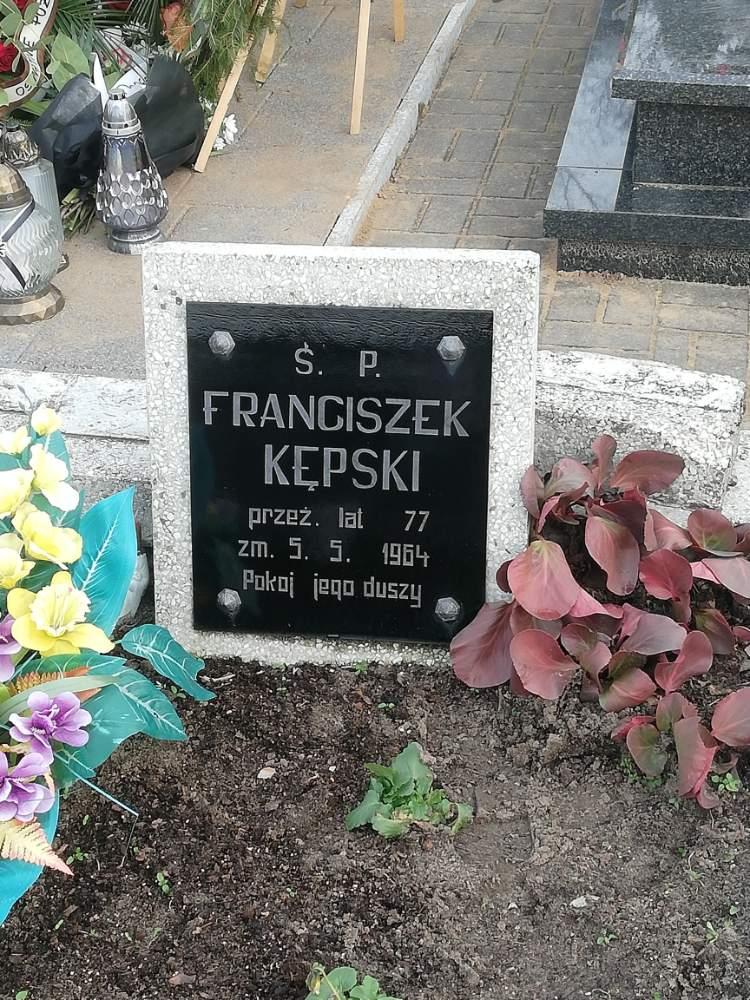 Ś. P.
FRANCISZEK
KĘPSKI
przeż. lat 77
zm. 5. 5. 1964
Pokoj jego duszy